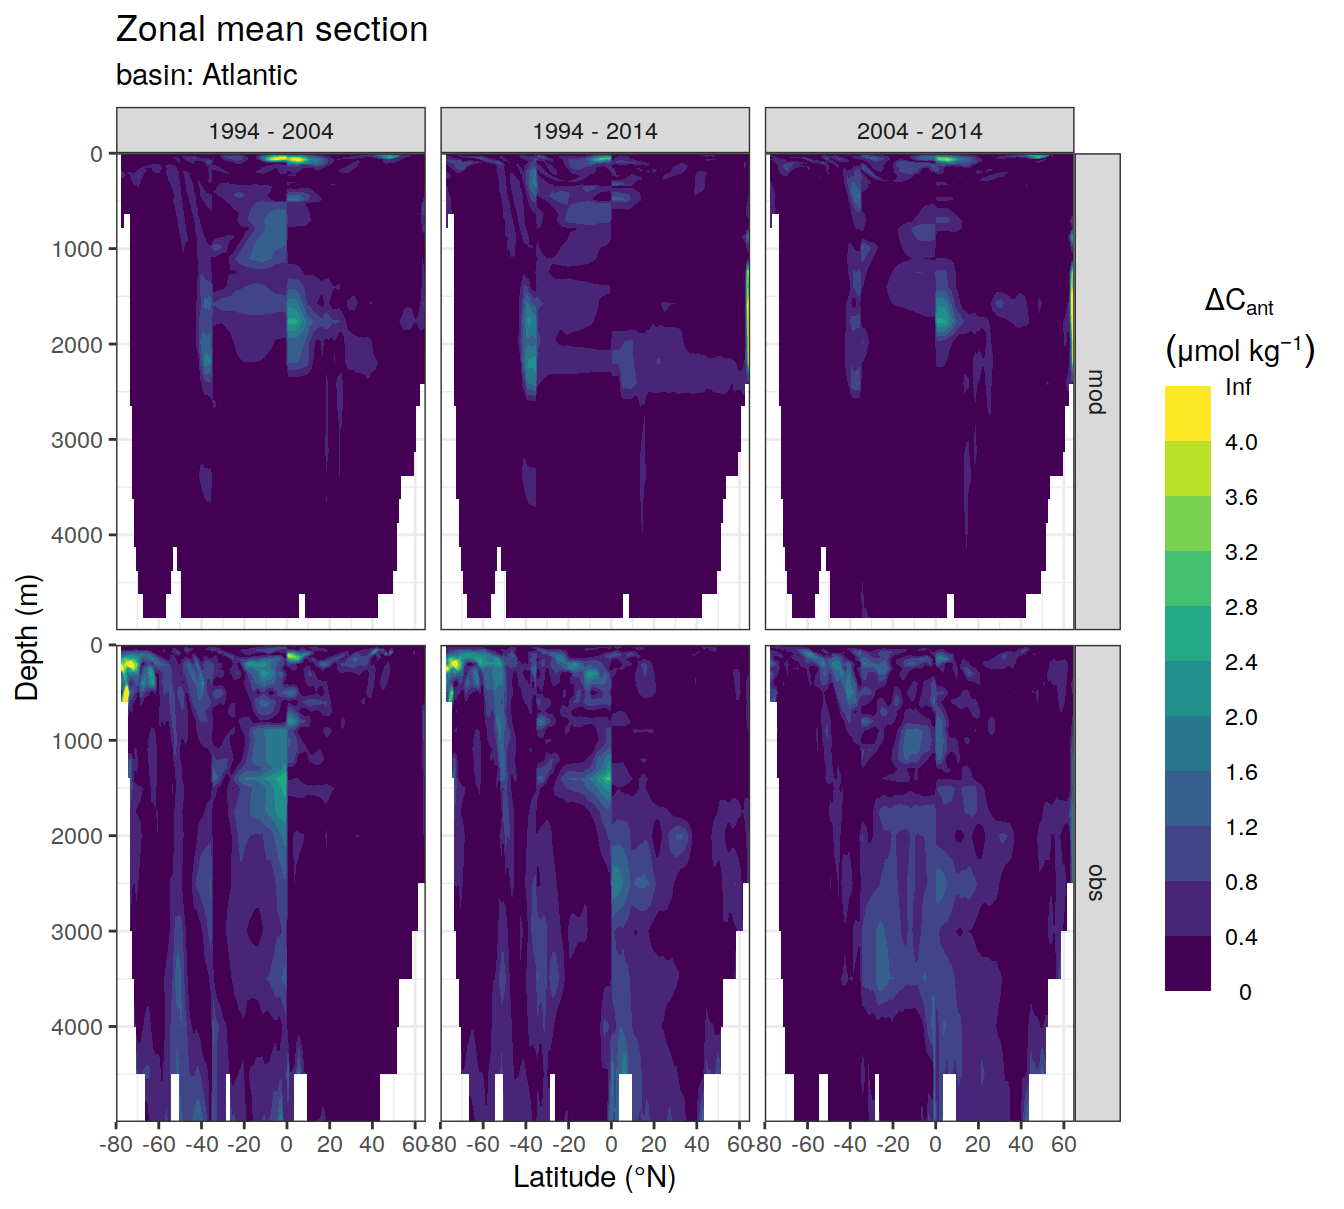 Zonal mean section
basin: Atlantic
1994 - 2004
1994 - 2014
2004 - 2014
0
1000
2000
3000
4000
mod
0
1000
2000
3000
4000
obs
Depth (m)
-80 -60 -40 -20 0 20 40 60
-80 -60 -40 -20 0 20 40 60
-80 -60 -40 -20 0 20 40 60
Latitude (°N)
ΔCant
(μmol kg⁻¹)
Inf
4.0
3.6
3.2
2.8
2.4
2.0
1.6
1.2
0.8
0.4
0